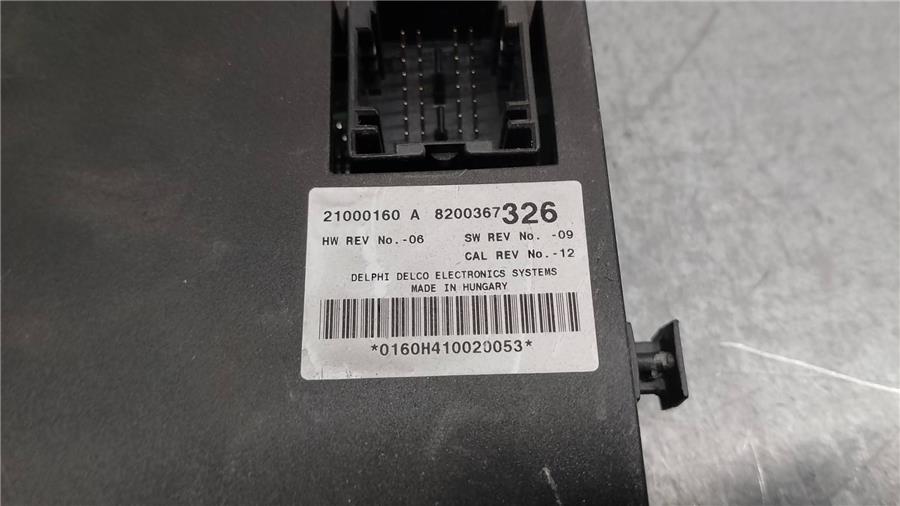 21000160 A 8200367326
HW REV No.-06 SW REV No. -09
CAL REV No.-12
DELPHI DELCO ELECTRONICS SYSTEMS
MADE IN HUNGARY
*0160H410020053*